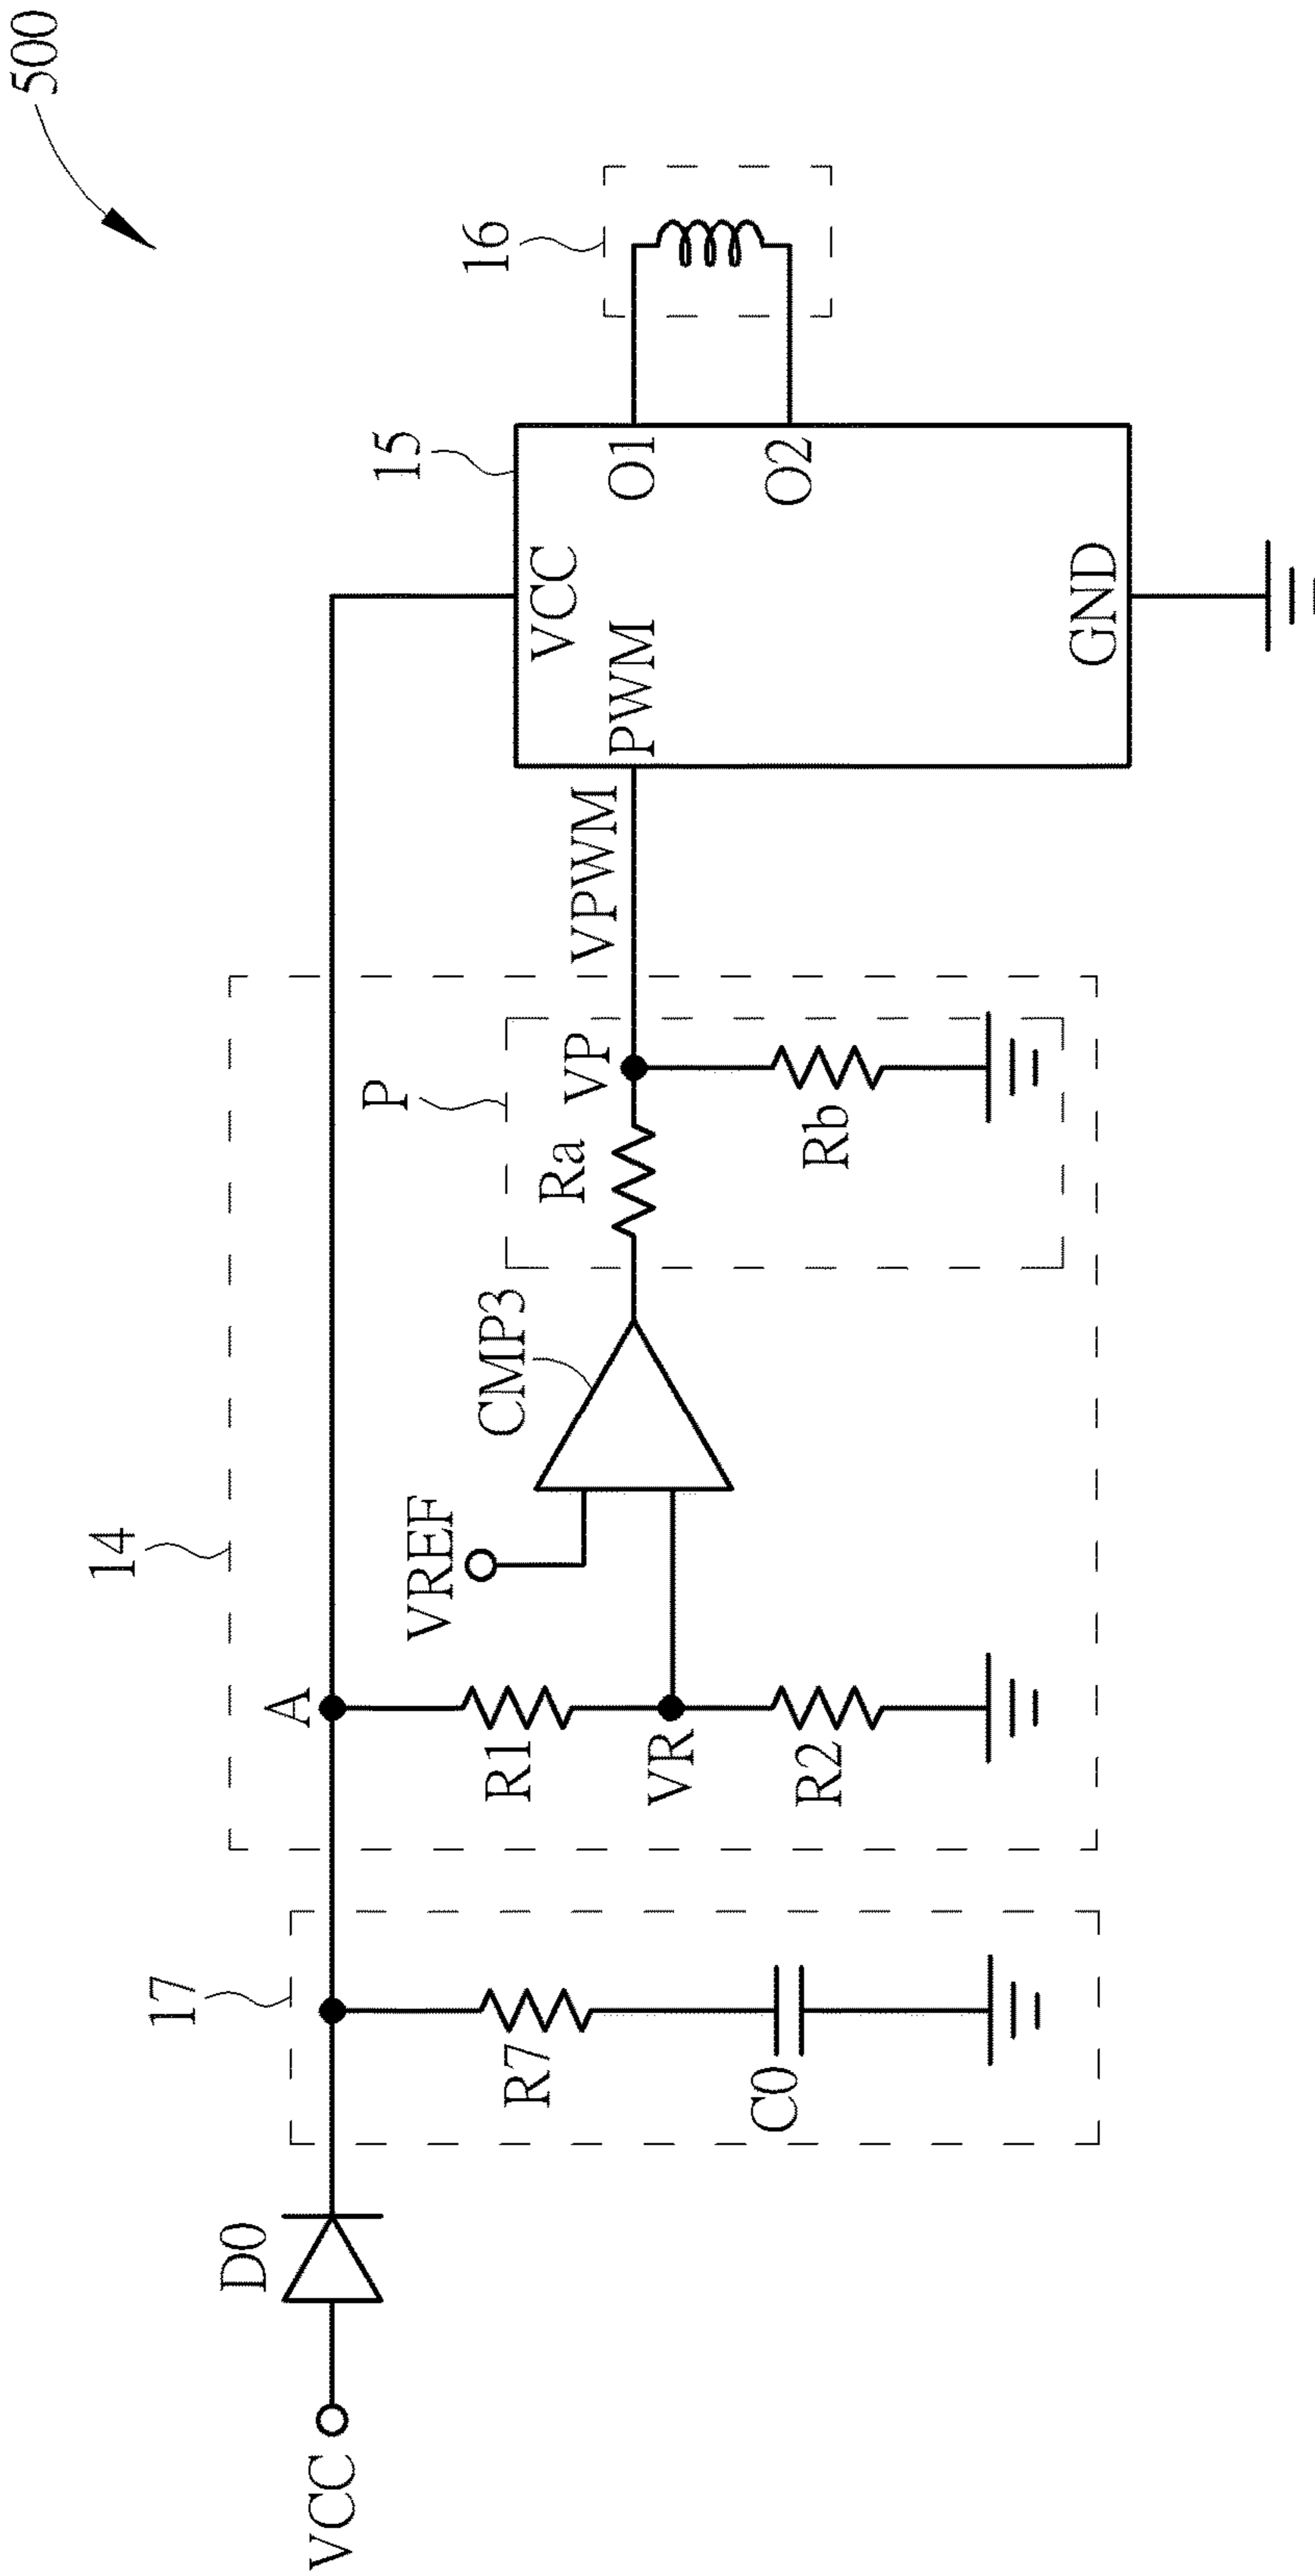 500
VCC
D0
17
R7
C0
14
A
R1
VR
R2
VREF
CMP3
P
Ra
VP
Rb
VPWM
15
VCC
PWM
O1
O2
GND
16